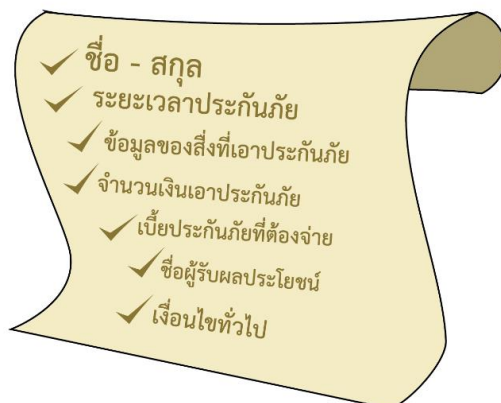 ชื่อ - สกุล
ระยะเวลาประกันภัย
ข้อมูลของสิ่งที่เอาประกันภัย
จำนวนเงินเอาประกันภัย
เบี้ยประกันภัยที่ต้องจ่าย
ชื่อผู้รับผลประโยชน์
เงื่อนไขทั่วไป